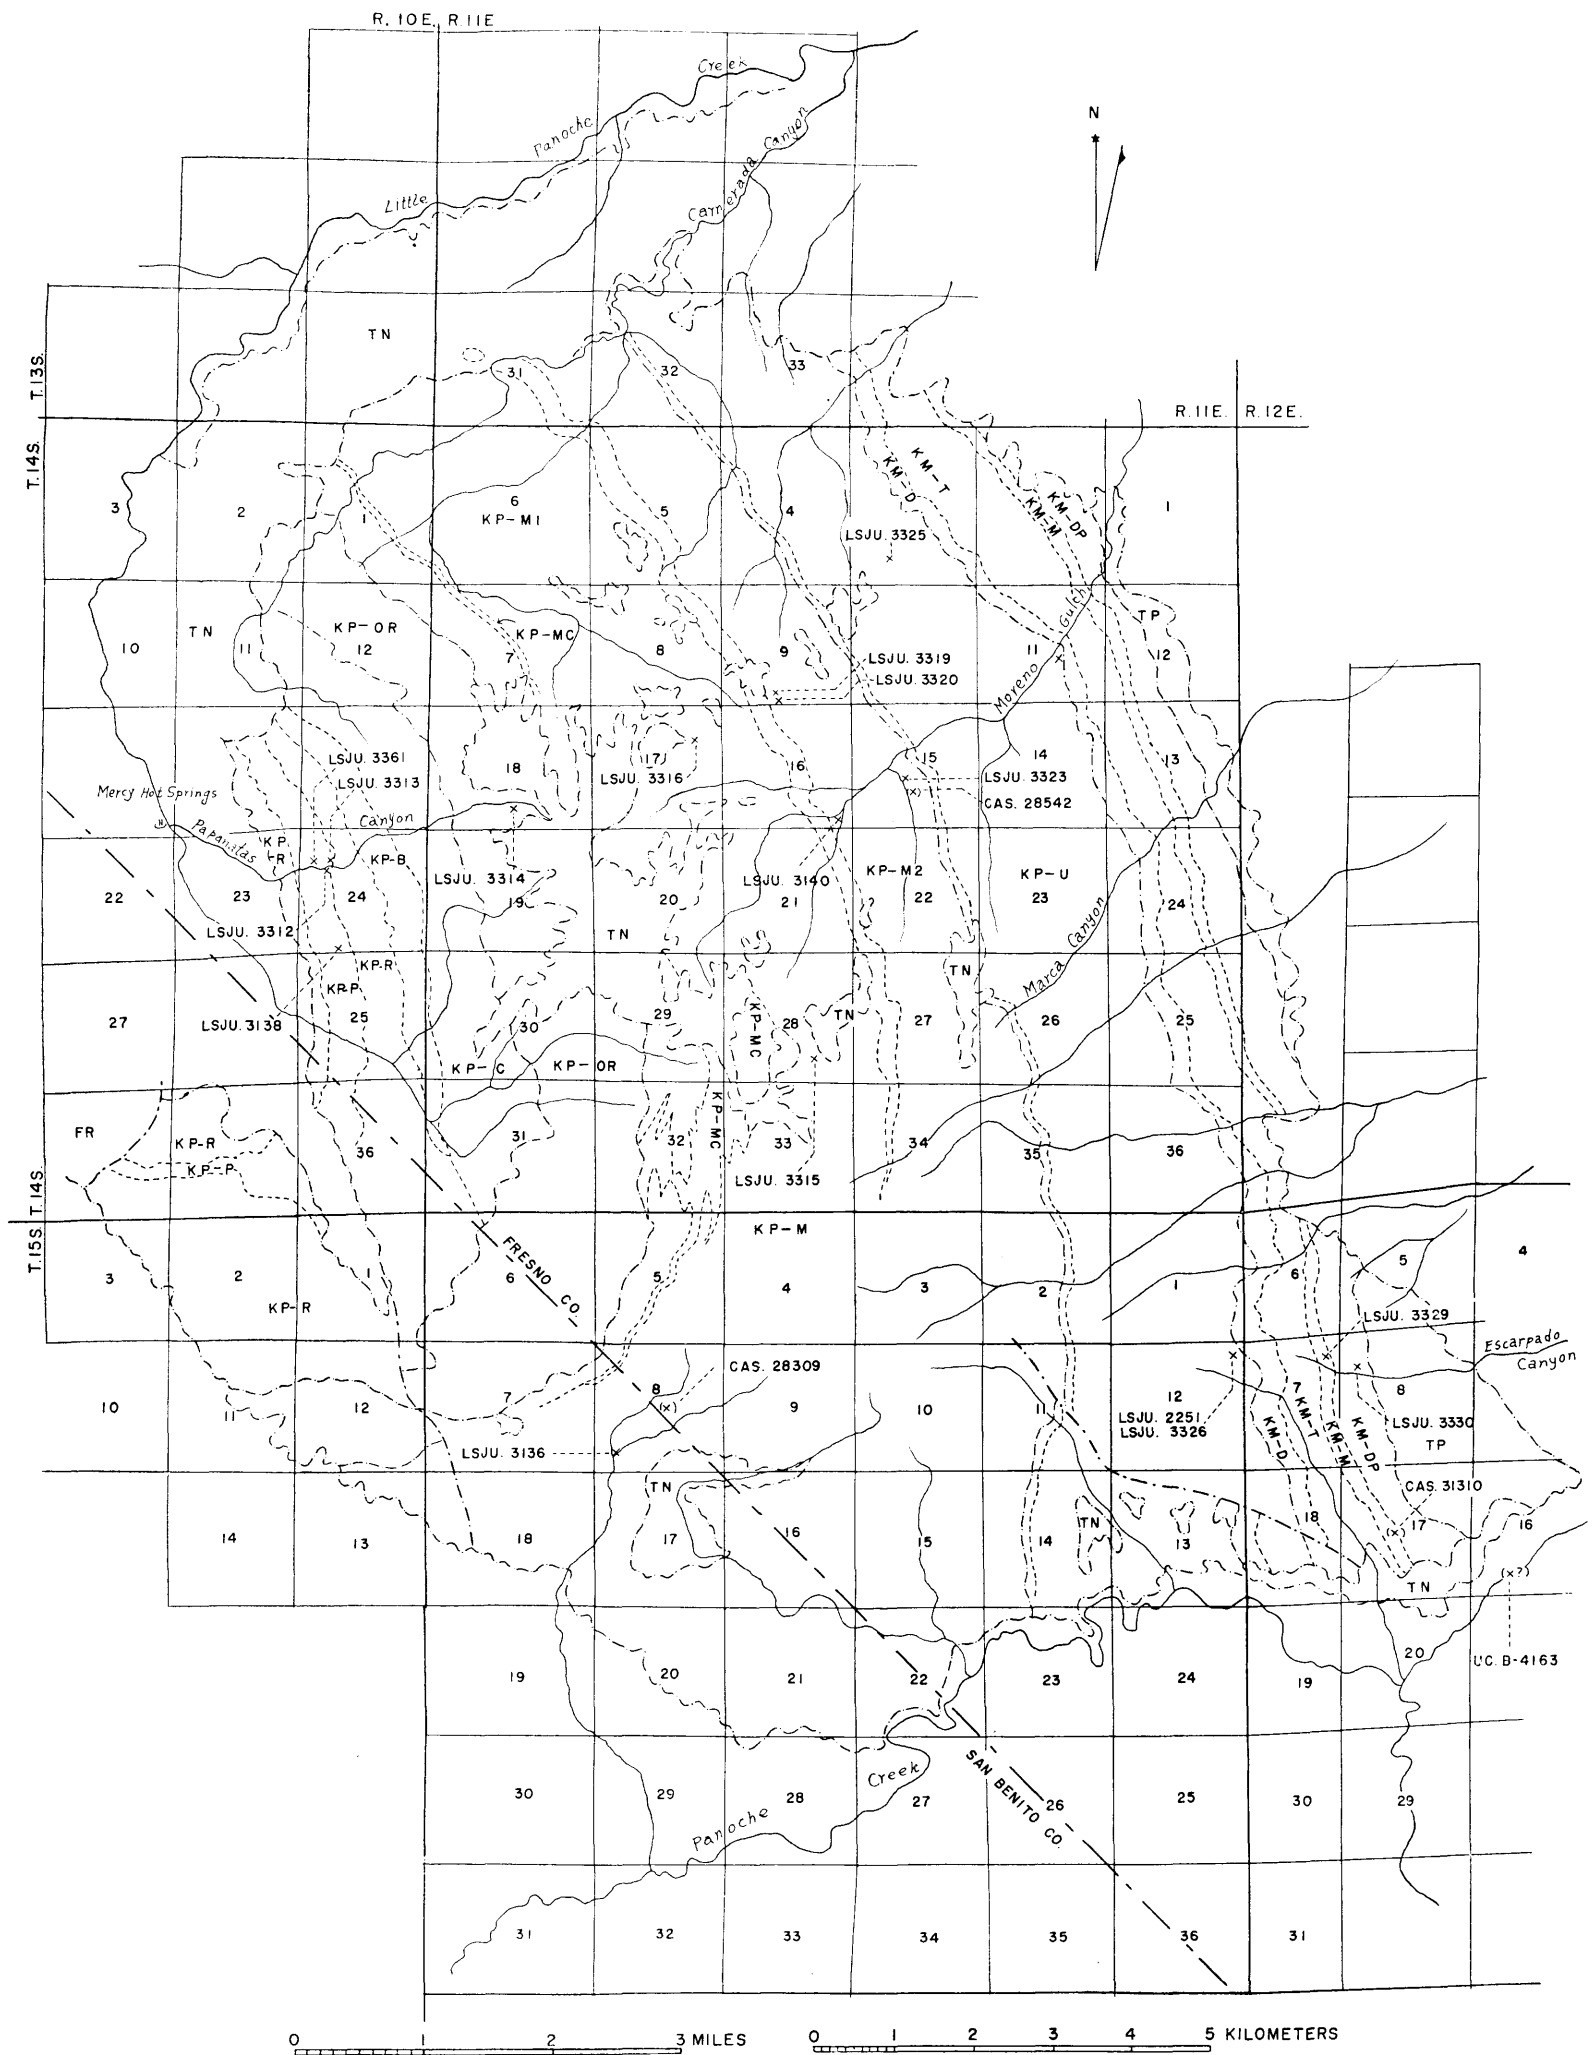 R. 10E. R. 11E
Creek
Panoche
Little
Camerada Canyon
N
T.13S.
TN
31
32
33
R.11E. R.12E.
T.14S.
3
2
1
6
KP-M1
5
4
KM-D
KM-T
KM-M
KM-DP
1
LSJU. 3325
10
TN
11
KP-OR
12
KP-MC
7
8
9
LSJU. 3319
LSJU. 3320
11
Moreno Gulch
TP
12
LSJU. 3361
LSJU. 3313
18
17
LSJU. 3316
16
15
14
LSJU. 3323
(x)
CAS. 28542
13
Mercy Hot Springs
Papanatas
Canyon
KP-R
KP-B
LSJU. 3314
LSJU. 3140
KP-M2
KP-U
22
23
24
19
20
21
22
23
24
LSJU. 3312
TN
TN
Marca Canyon
KP-R
KP-P
27
LSJU. 3138
25
30
29
KP-MC
28
TN
27
26
25
KP-C
KP-OR
FR
KP-R
KP-P
36
31
32
KP-MC
33
34
35
36
LSJU. 3315
T.15S. T.14S.
KP-M
3
2
1
KP-R
FRESNO CO.
6
5
4
3
2
1
6
5
4
LSJU. 3329
Escarpado
Canyon
CAS. 28309
10
11
12
7
8
(x)
9
10
11
12
LSJU. 2251
LSJU. 3326
7
KM-T
KM-D
KM-M
KM-DP
8
LSJU. 3330
TP
LSJU. 3136
CAS. 31310
14
13
18
TN
17
16
15
14
TN
13
18
(x)
17
16
TN
(x?)
19
20
21
22
23
24
19
20
UC. B-4163
30
29
28
Creek
27
SAN BENITO CO.
26
25
30
29
Panoche
31
32
33
34
35
36
31
0 1 2 3 MILES
0 1 2 3 4 5 KILOMETERS